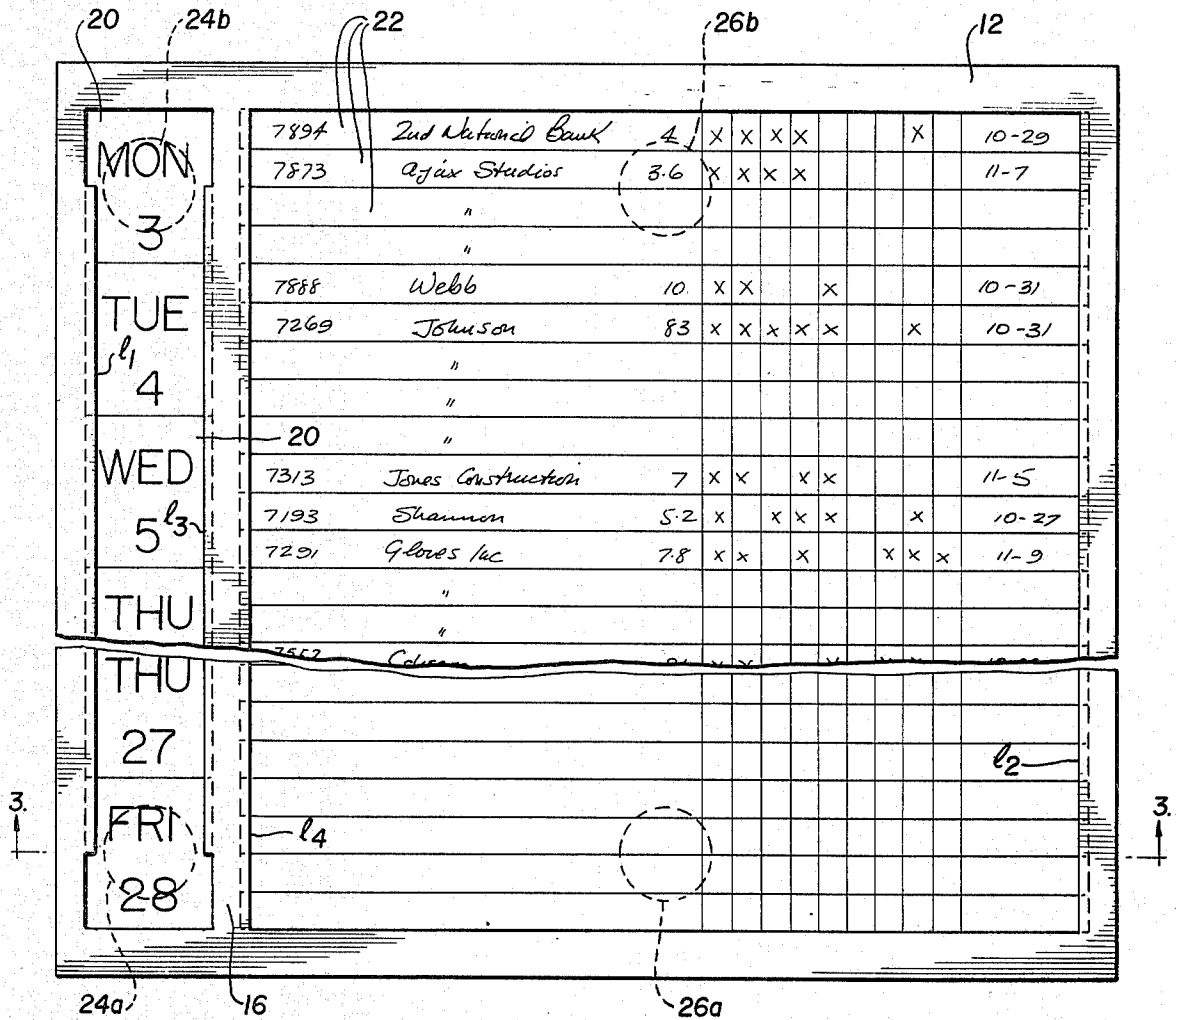 20 24b 22 26b 12
MON 3
7894 2nd National Bank 4 x x x x x 10-29
7873 Ajax Studios 3.6 x x x x 11-7
"
"
TUE 4
7888 Webb 10 x x x 10-31
7269 Johnson 83 x x x x x x 10-31
l1
"
"
20
"
WED 5
7313 Jones Construction 7 x x x x 11-5
7193 Shannon 5.2 x x x x x 10-27
l3
7291 Gloves Inc 7.8 x x x x x x 11-9
"
THU
"
7552
THU 27
l2
FRI 28
3. l4 3.
24a 16 26a